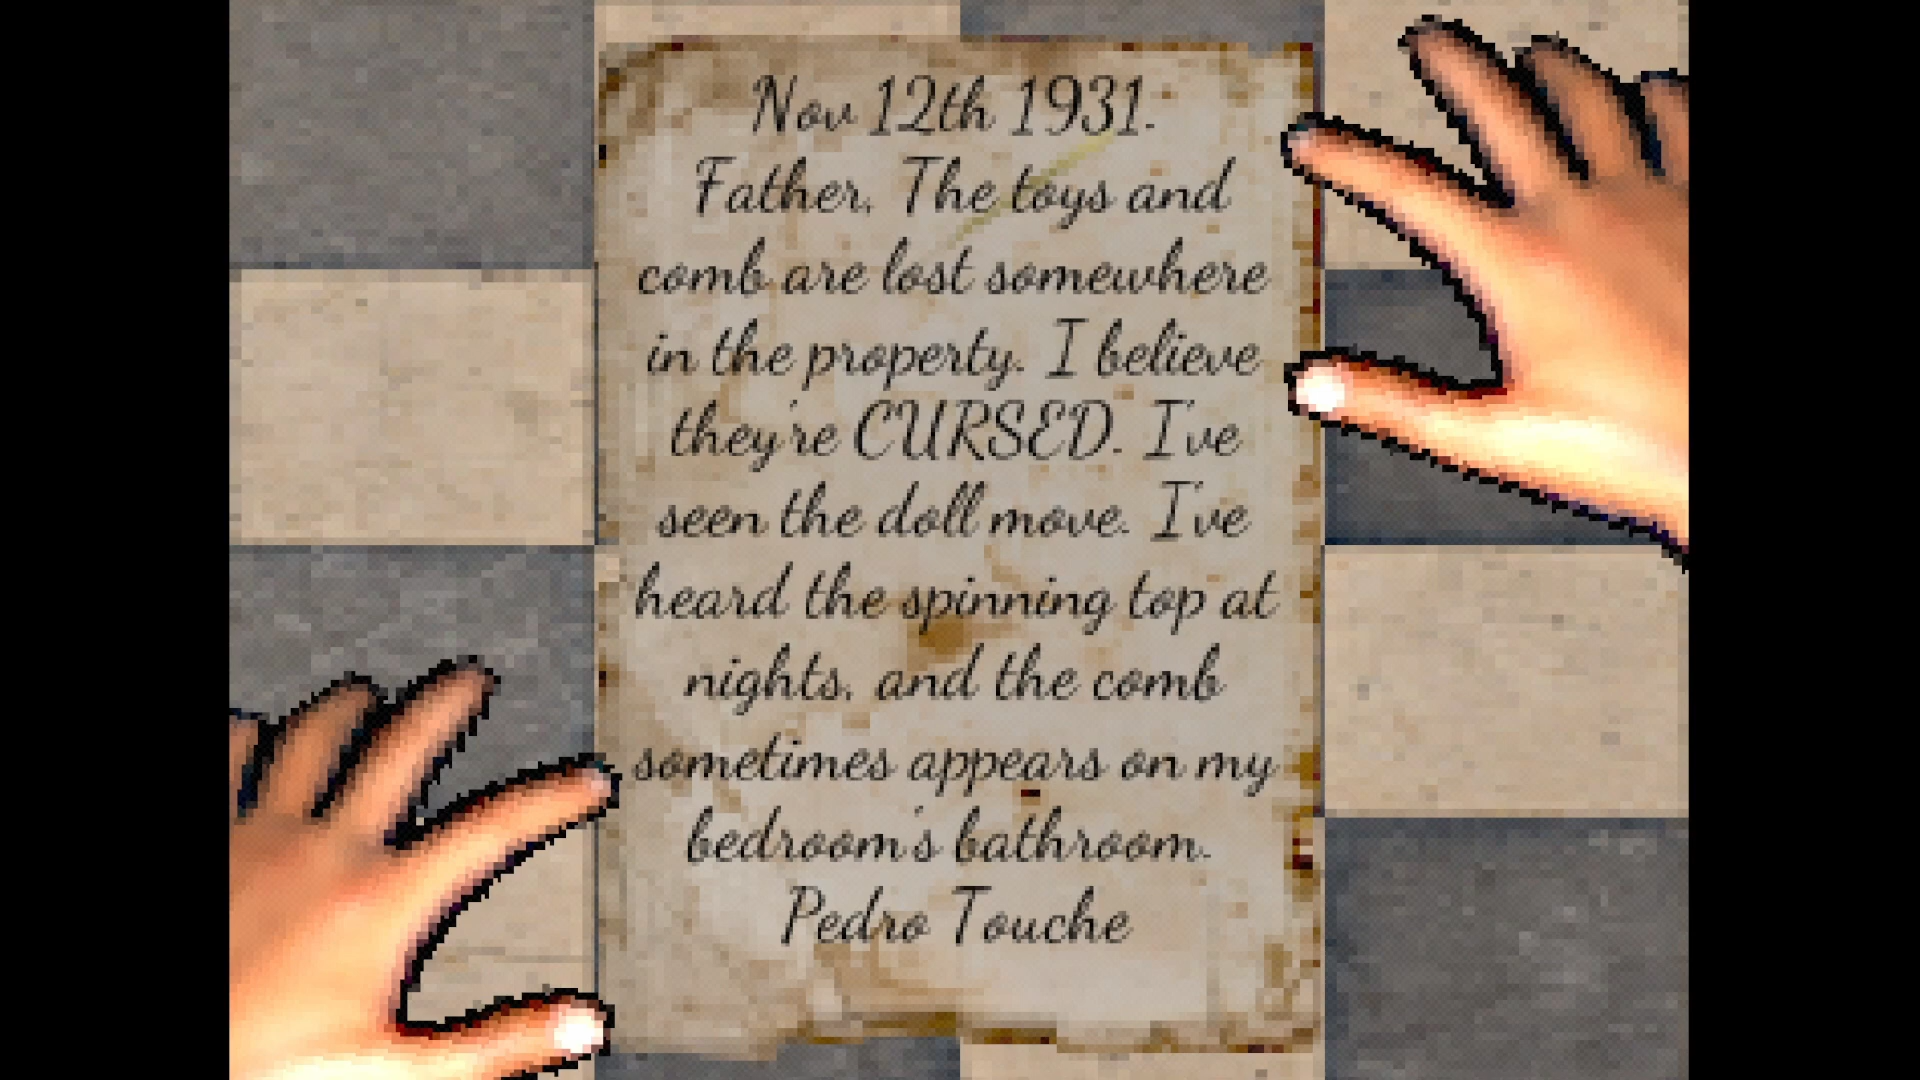 Nov 12th 1931.
Father, The toys and
comb are lost somewhere
in the property. I believe
they're CURSED. I've
seen the doll move. I've
heard the spinning top at
nights, and the comb
sometimes appears on my
bedroom's bathroom.
Pedro Touche